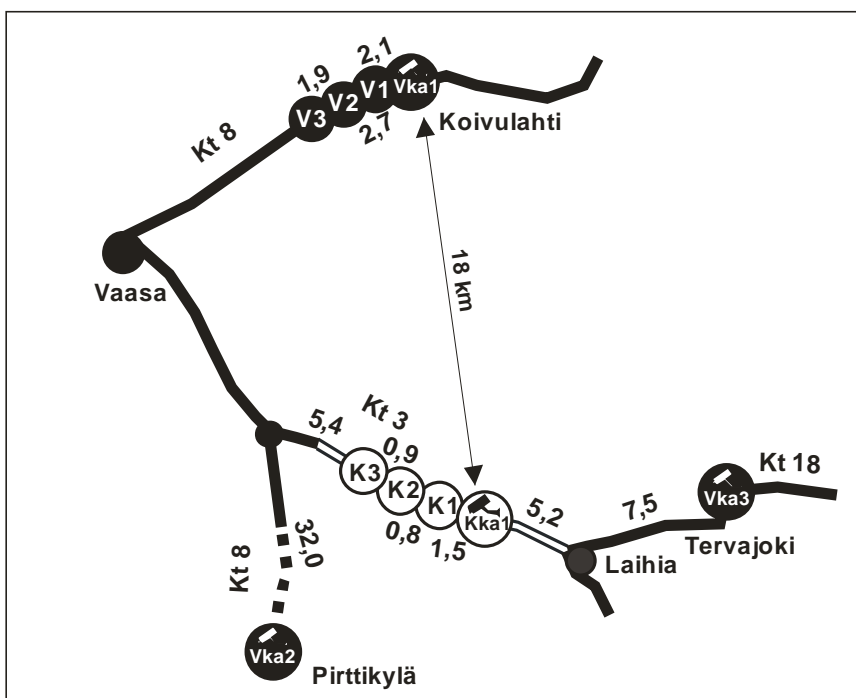 2,1
1,9
V3
V2
V1
Vka1
2,7
Koivulahti
Kt 8
18 km
Vaasa
5,4
Kt 3
0,9
K3
K2
K1
Kka1
0,8
1,5
5,2
7,5
Vka3
Kt 18
Tervajoki
Laihia
32,0
Kt 8
Vka2
Pirttikylä